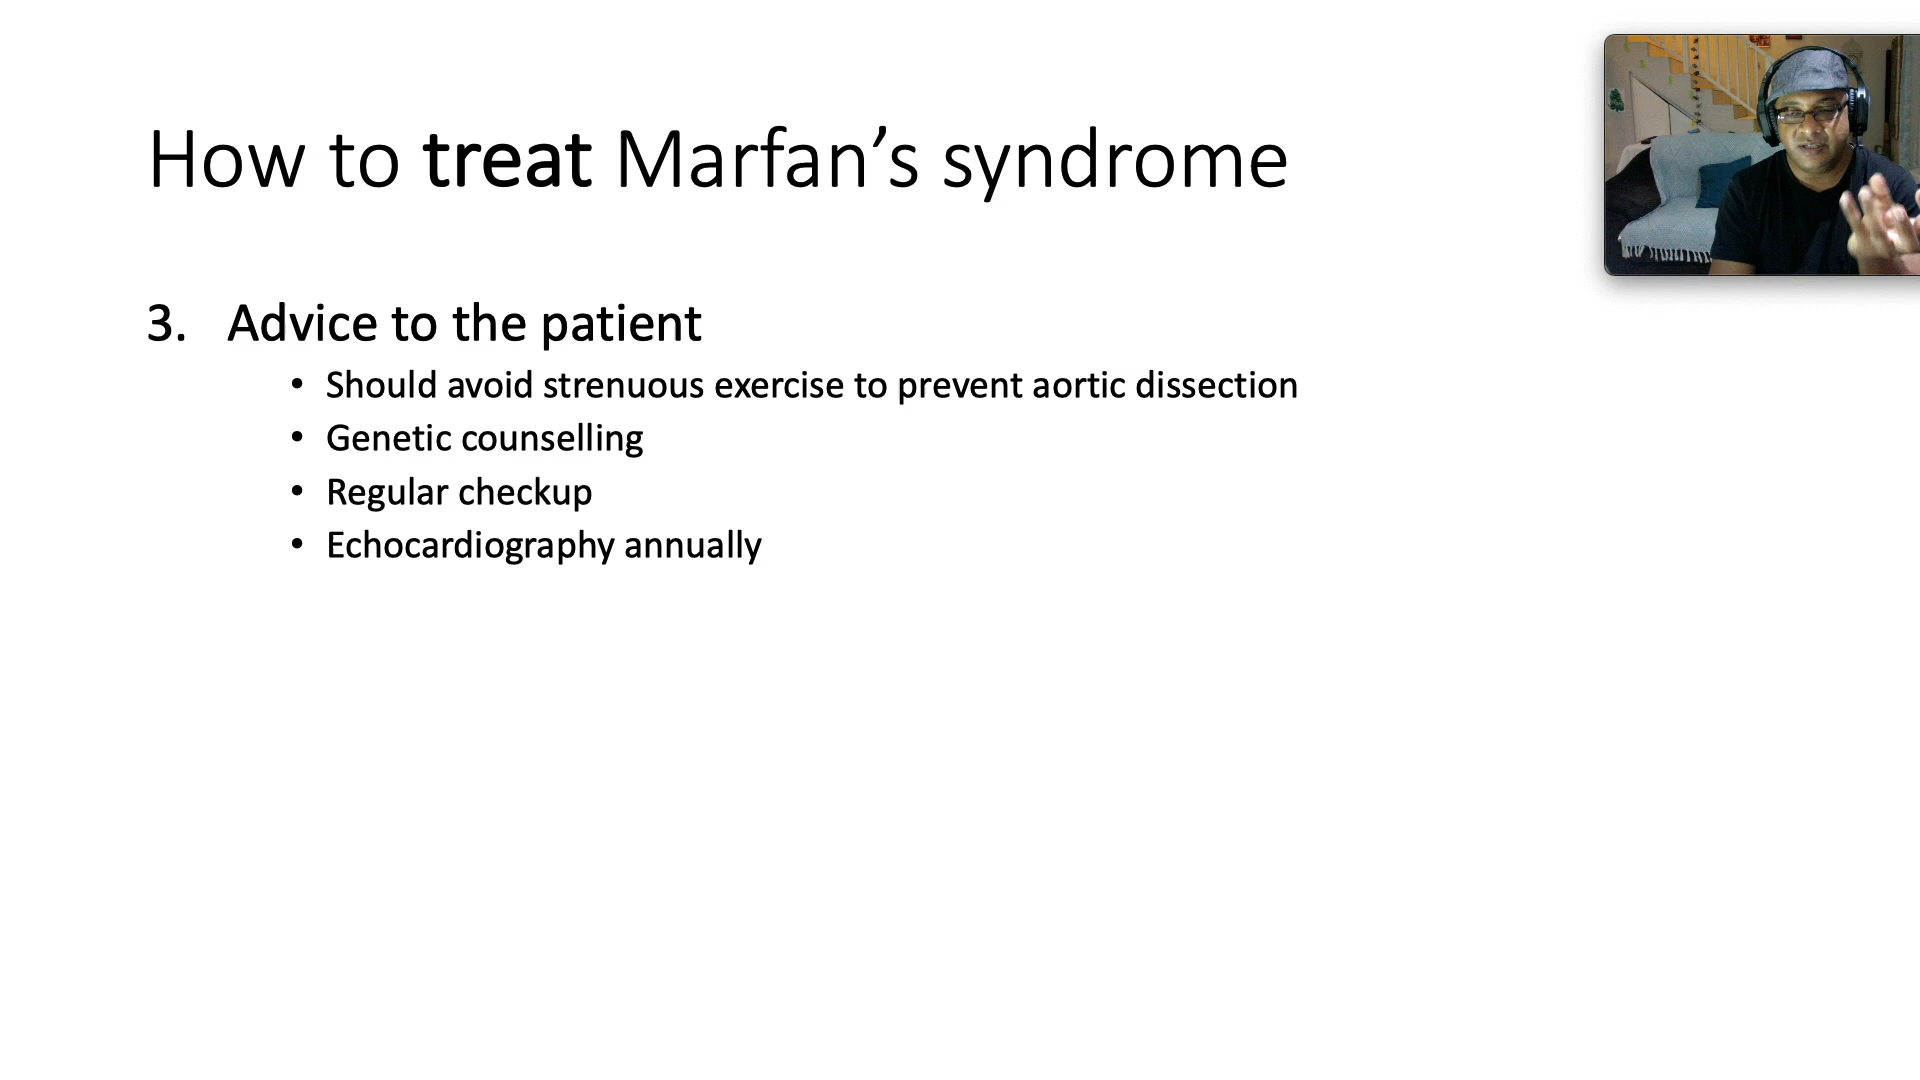 How to treat Marfan’s syndrome
3. Advice to the patient
• Should avoid strenuous exercise to prevent aortic dissection
• Genetic counselling
• Regular checkup
• Echocardiography annually